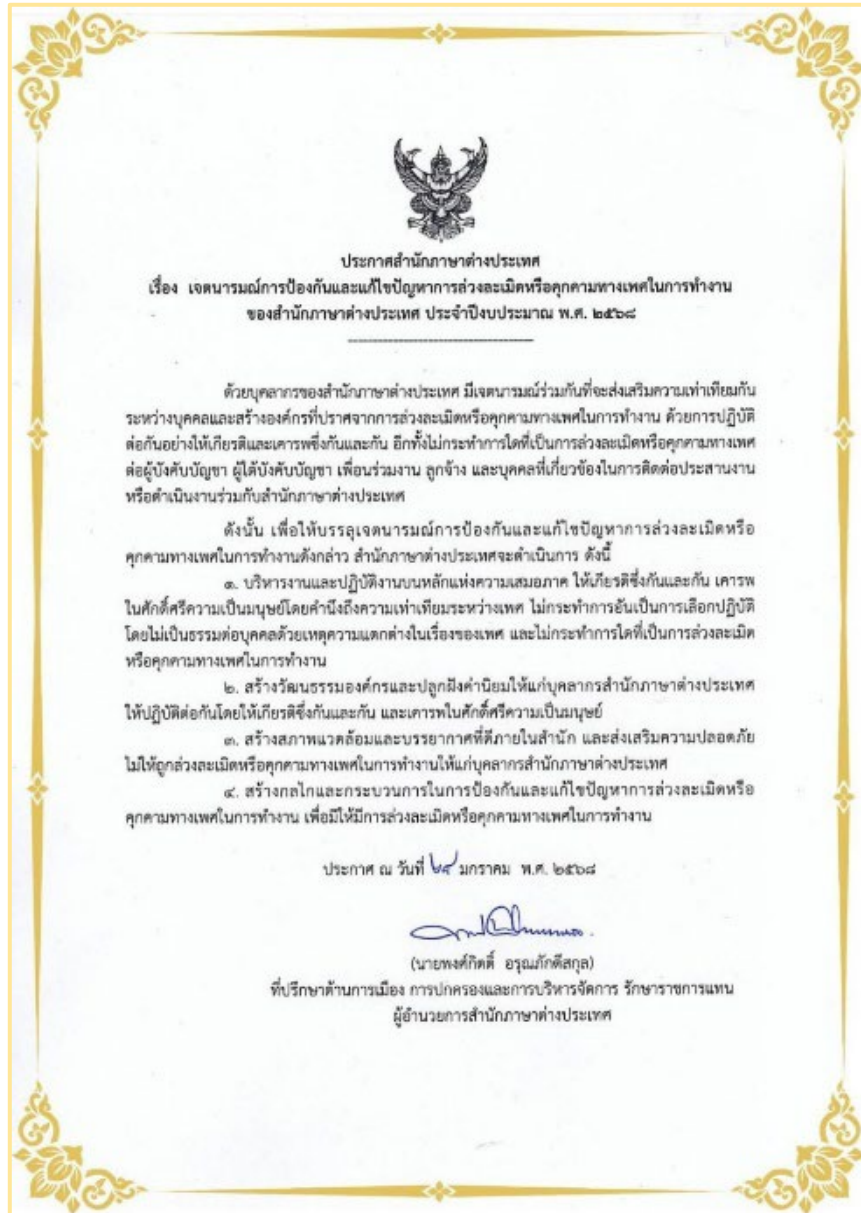 ประกาศสำนักภาษาต่างประเทศ
เรื่อง เจตนารมณ์การป้องกันและแก้ไขปัญหาการล่วงละเมิดหรือคุกคามทางเพศในการทำงาน
ของสำนักภาษาต่างประเทศ ประจำปีงบประมาณ พ.ศ. ๒๕๖๘
ด้วยบุคลากรของสำนักภาษาต่างประเทศ มีเจตนารมณ์ร่วมกันที่จะส่งเสริมความเท่าเทียมกัน
ระหว่างบุคคลและสร้างองค์กรที่ปราศจากการล่วงละเมิดหรือคุกคามทางเพศในการทำงาน ด้วยการปฏิบัติ
ต่อกันอย่างให้เกียรติและเคารพซึ่งกันและกัน อีกทั้งไม่กระทำการใดที่เป็นการล่วงละเมิดหรือคุกคามทางเพศ
ต่อผู้บังคับบัญชา ผู้ใต้บังคับบัญชา เพื่อนร่วมงาน ลูกจ้าง และบุคคลที่เกี่ยวข้องในการติดต่อประสานงาน
หรือดำเนินงานร่วมกับสำนักภาษาต่างประเทศ
ดังนั้น เพื่อให้บรรลุเจตนารมณ์การป้องกันและแก้ไขปัญหาการล่วงละเมิดหรือ
คุกคามทางเพศในการทำงานดังกล่าว สำนักภาษาต่างประเทศจะดำเนินการ ดังนี้
๑. บริหารงานและปฏิบัติงานบนหลักแห่งความเสมอภาค ให้เกียรติซึ่งกันและกัน เคารพ
ในศักดิ์ศรีความเป็นมนุษย์โดยคำนึงถึงความเท่าเทียมระหว่างเพศ ไม่กระทำการอันเป็นการเลือกปฏิบัติ
โดยไม่เป็นธรรมต่อบุคคลด้วยเหตุความแตกต่างในเรื่องของเพศ และไม่กระทำการใดที่เป็นการล่วงละเมิด
หรือคุกคามทางเพศในการทำงาน
๒. สร้างวัฒนธรรมองค์กรและปลูกฝังค่านิยมให้แก่บุคลากรสำนักภาษาต่างประเทศ
ให้ปฏิบัติต่อกันโดยให้เกียรติซึ่งกันและกัน และเคารพในศักดิ์ศรีความเป็นมนุษย์
๓. สร้างสภาพแวดล้อมและบรรยากาศที่ดีภายในสำนัก และส่งเสริมความปลอดภัย
ไม่ให้ถูกล่วงละเมิดหรือคุกคามทางเพศในการทำงานให้แก่บุคลากรสำนักภาษาต่างประเทศ
๔. สร้างกลไกและกระบวนการในการป้องกันและแก้ไขปัญหาการล่วงละเมิดหรือ
คุกคามทางเพศในการทำงาน เพื่อมิให้มีการล่วงละเมิดหรือคุกคามทางเพศในการทำงาน
ประกาศ ณ วันที่ มกราคม พ.ศ. ๒๕๖๘
(นายพงศ์กิตติ์ อรุณภักดีสกุล)
ที่ปรึกษาด้านการเมือง การปกครองและการบริหารจัดการ รักษาราชการแทน
ผู้อำนวยการสำนักภาษาต่างประเทศ